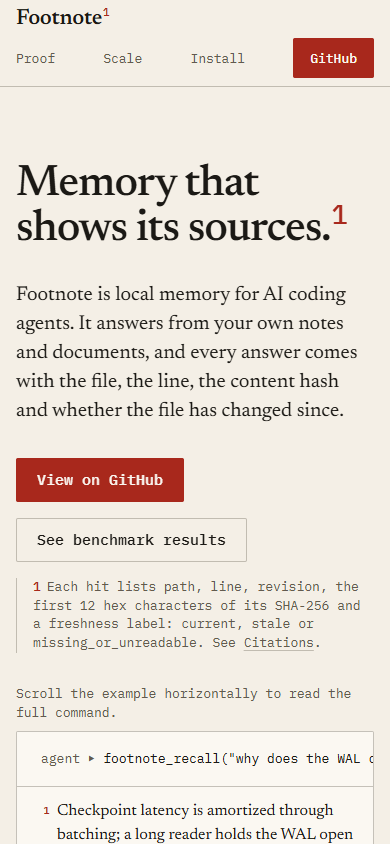 Footnote1
Proof Scale Install GitHub
Memory that
shows its sources.1
Footnote is local memory for AI coding
agents. It answers from your own notes
and documents, and every answer comes
with the file, the line, the content hash
and whether the file has changed since.
View on GitHub
See benchmark results
1 Each hit lists path, line, revision, the
first 12 hex characters of its SHA-256 and
a freshness label: current, stale or
missing_or_unreadable. See Citations.
Scroll the example horizontally to read the
full command.
agent ▸ footnote_recall("why does the WAL
1 Checkpoint latency is amortized through
batching; a long reader holds the WAL open